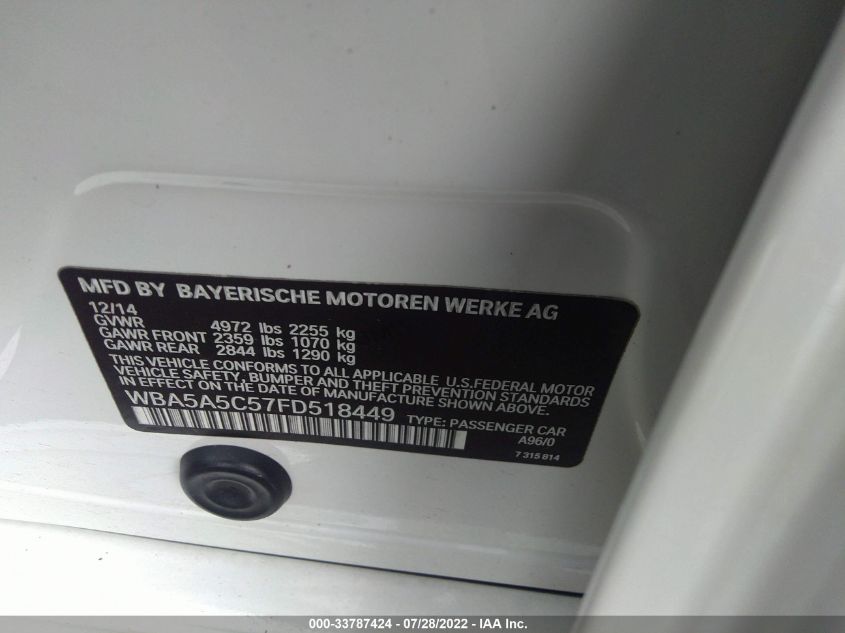 MFD BY BAYERISCHE MOTOREN WERKE AG
12/14
GVWR 4972 lbs 2255 kg
GAWR FRONT 2359 lbs 1070 kg
GAWR REAR 2844 lbs 1290 kg
THIS VEHICLE CONFORMS TO ALL APPLICABLE U.S.FEDERAL MOTOR
VEHICLE SAFETY, BUMPER AND THEFT PREVENTION STANDARDS
IN EFFECT ON THE DATE OF MANUFACTURE SHOWN ABOVE.
WBA5A5C57FD518449 TYPE: PASSENGER CAR
A96/0
7 315 814
000-33787424 / 07/28/2022 - IAA Inc.